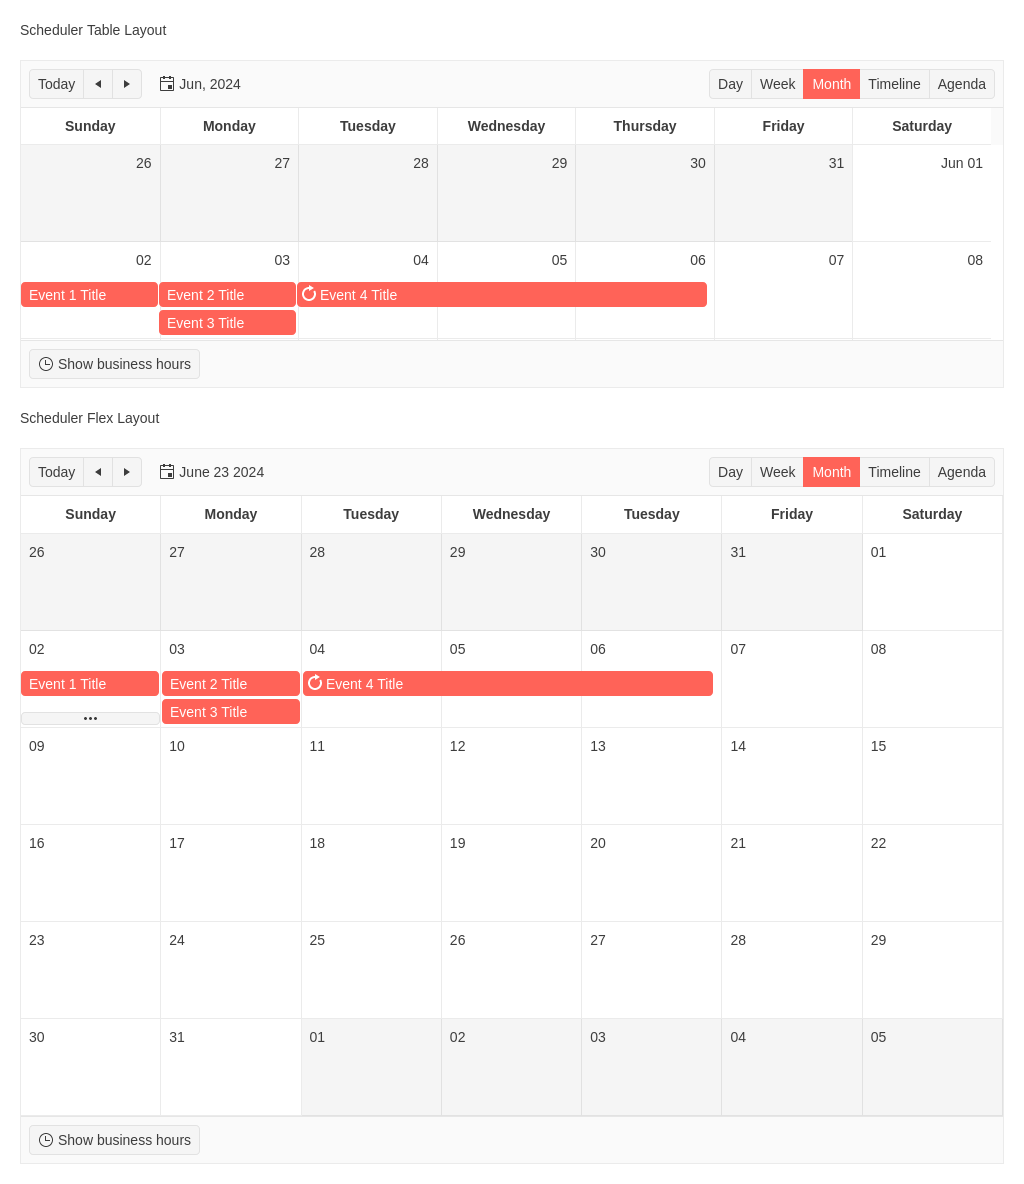 Scheduler Table Layout
Today Jun, 2024 Day Week Month Timeline Agenda
Sunday Monday Tuesday Wednesday Thursday Friday Saturday
26 27 28 29 30 31 Jun 01
02 03 04 05 06 07 08
Event 1 Title Event 2 Title Event 4 Title
Event 3 Title
Show business hours
Scheduler Flex Layout
Today June 23 2024 Day Week Month Timeline Agenda
Sunday Monday Tuesday Wednesday Tuesday Friday Saturday
26 27 28 29 30 31 01
02 03 04 05 06 07 08
Event 1 Title Event 2 Title Event 4 Title
Event 3 Title
09 10 11 12 13 14 15
16 17 18 19 20 21 22
23 24 25 26 27 28 29
30 31 01 02 03 04 05
Show business hours